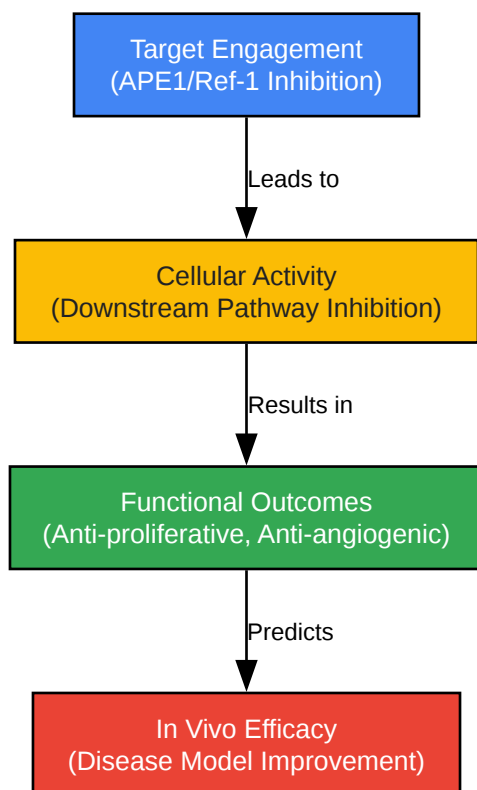 Target Engagement
(APE1/Ref-1 Inhibition)
Leads to
Cellular Activity
(Downstream Pathway Inhibition)
Results in
Functional Outcomes
(Anti-proliferative, Anti-angiogenic)
Predicts
In Vivo Efficacy
(Disease Model Improvement)